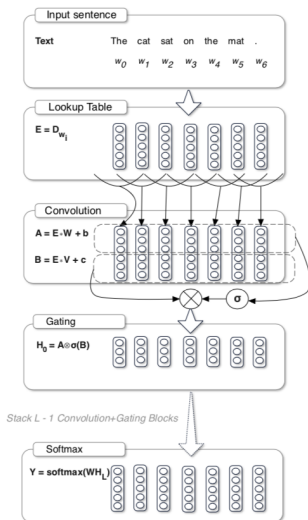 Input sentence
Text The cat sat on the mat .
w0 w1 w2 w3 w4 w5 w6
Lookup Table
E = Dwi
Convolution
A = E*W + b
B = E*V + c
σ
Gating
H0 = A⊗σ(B)
Stack L - 1 Convolution+Gating Blocks
Softmax
Y = softmax(WHL)